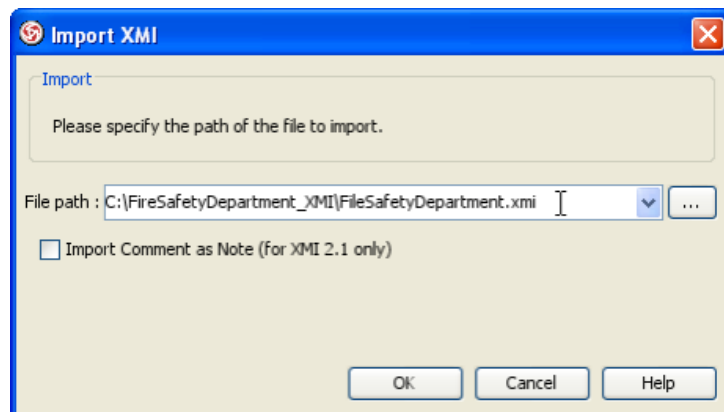 Import XMI
Import
Please specify the path of the file to import.
File path : C:\FireSafetyDepartment_XMI\FileSafetyDepartment.xmi ...
Import Comment as Note (for XMI 2.1 only)
OK Cancel Help